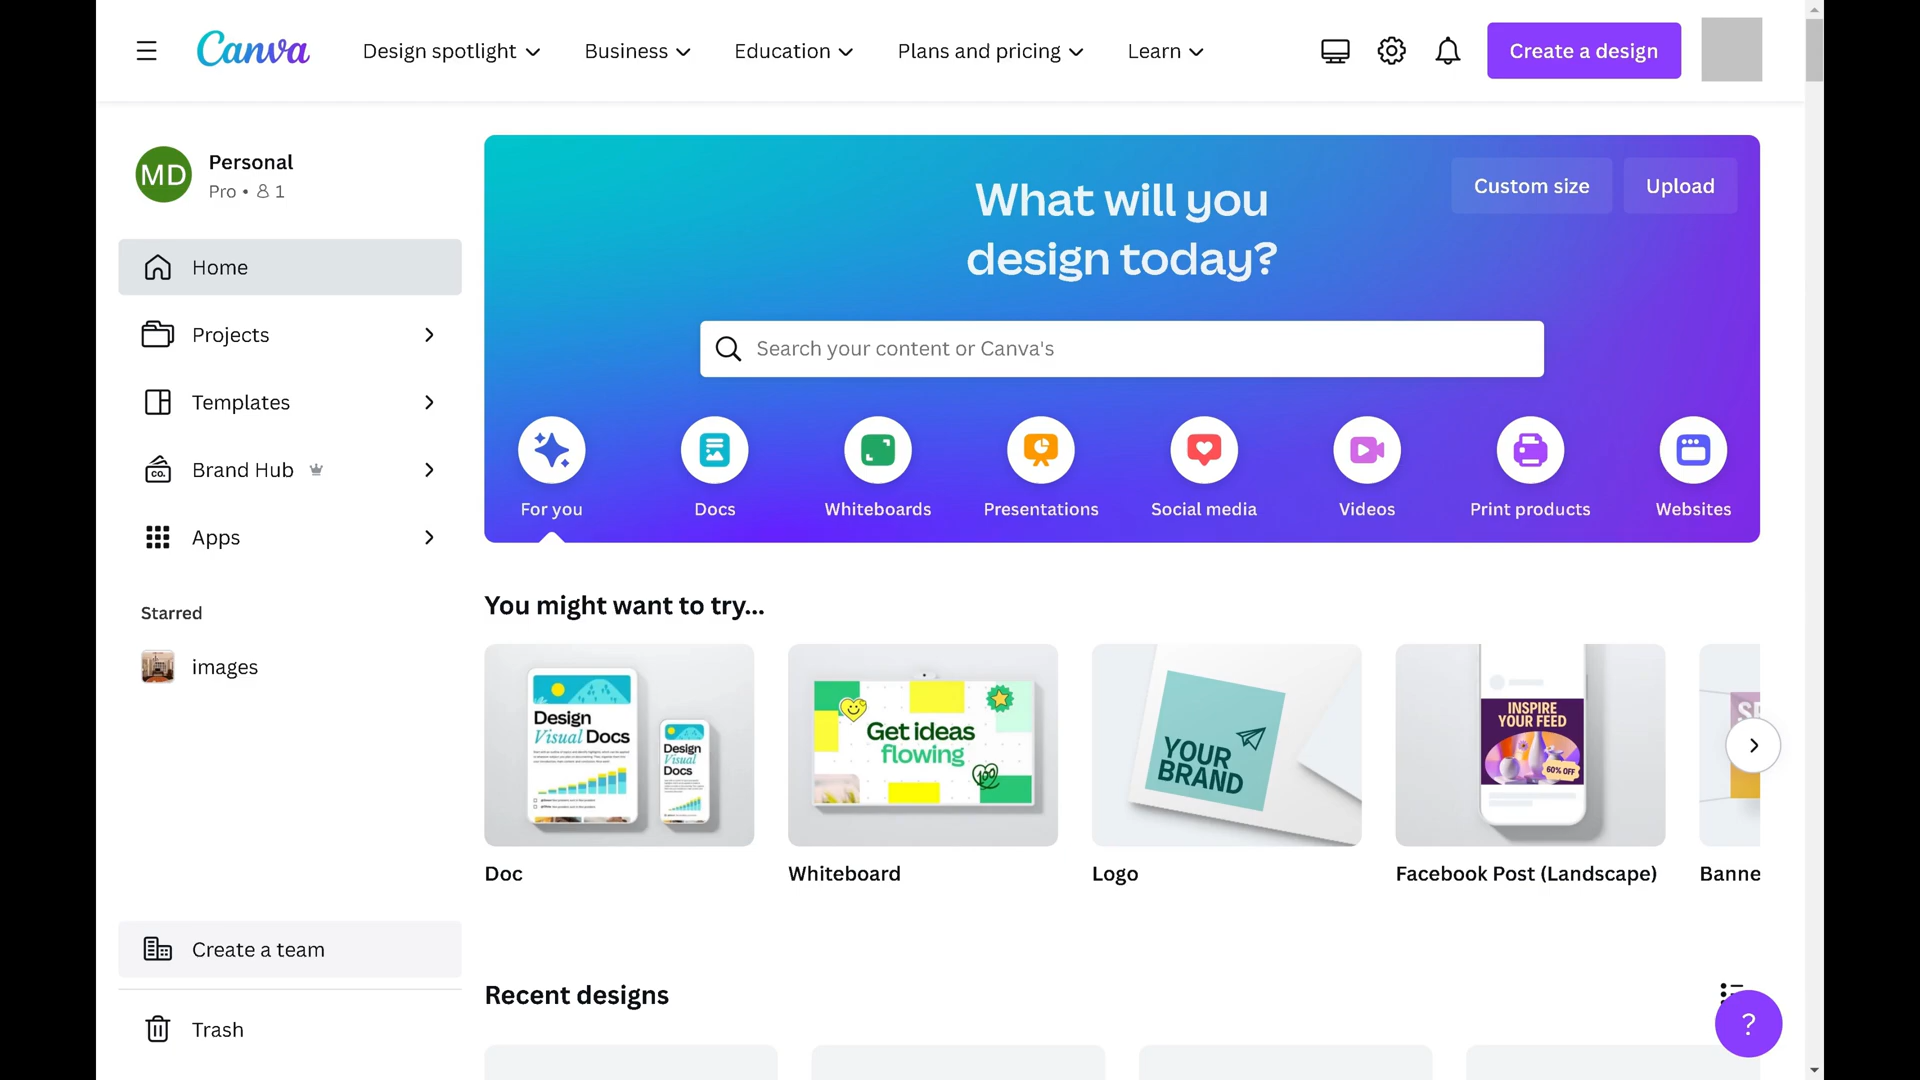 Canva
Design spotlight
Business
Education
Plans and pricing
Learn
Create a design
MD
Personal
Pro • 1
Home
Projects
Templates
CO.
Brand Hub
Apps
Starred
images
Create a team
Trash
What will you
design today?
Custom size
Upload
Search your content or Canva's
For you
Docs
Whiteboards
Presentations
Social media
Videos
Print products
Websites
You might want to try...
Design
Visual Docs
Design
Visual
Docs
Get ideas
flowing
100
YOUR
BRAND
INSPIRE
YOUR FEED
60% OFF
Doc
Whiteboard
Logo
Facebook Post (Landscape)
Banne
Recent designs
?